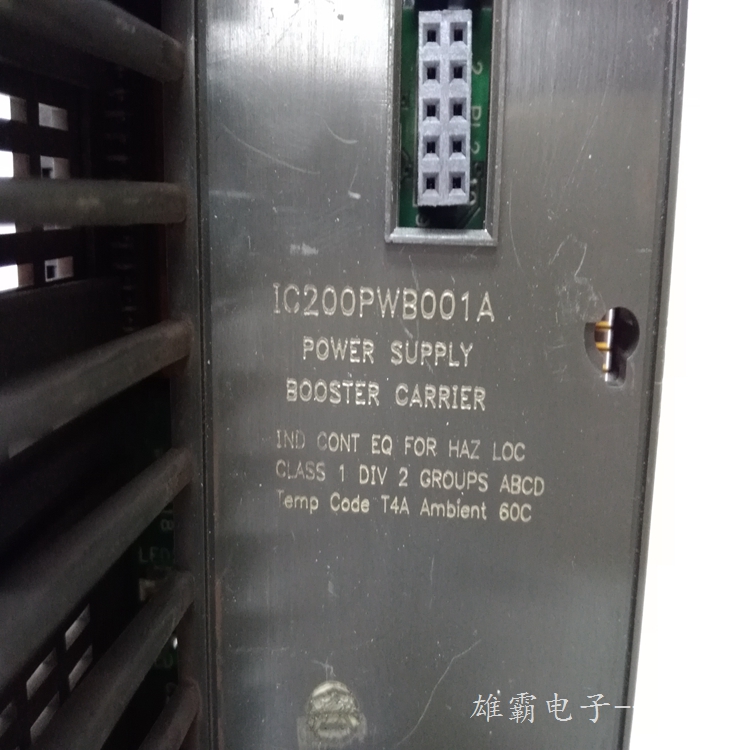 IC200PWB001A
POWER SUPPLY
BOOSTER CARRIER
IND CONT EQ FOR HAZ LOC
CLASS 1 DIV 2 GROUPS ABCD
Temp Code T4A Ambient 60C
雄霸电子-